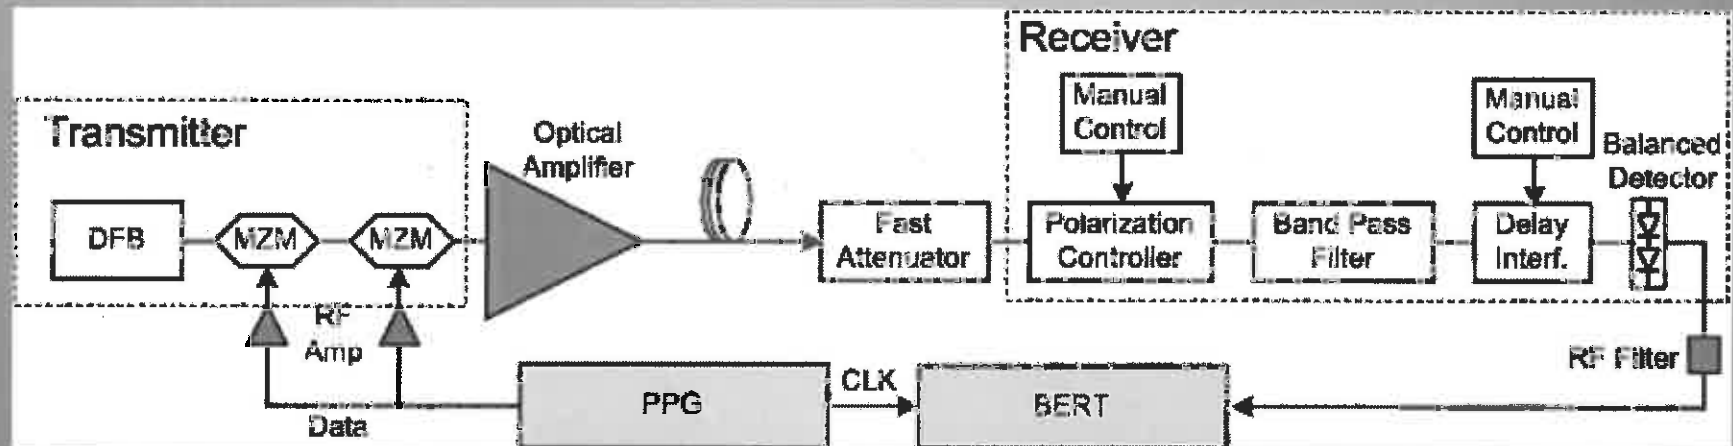 Receiver
Manual
Control
Manual
Control
Balanced
Detector
Transmitter
Optical
Amplifier
DFB
MZM
MZM
Fast
Attenuator
Polarization
Controller
Band Pass
Filter
Delay
Interf.
RF
Amp
RF Filter
PPG
CLK
BERT
Data